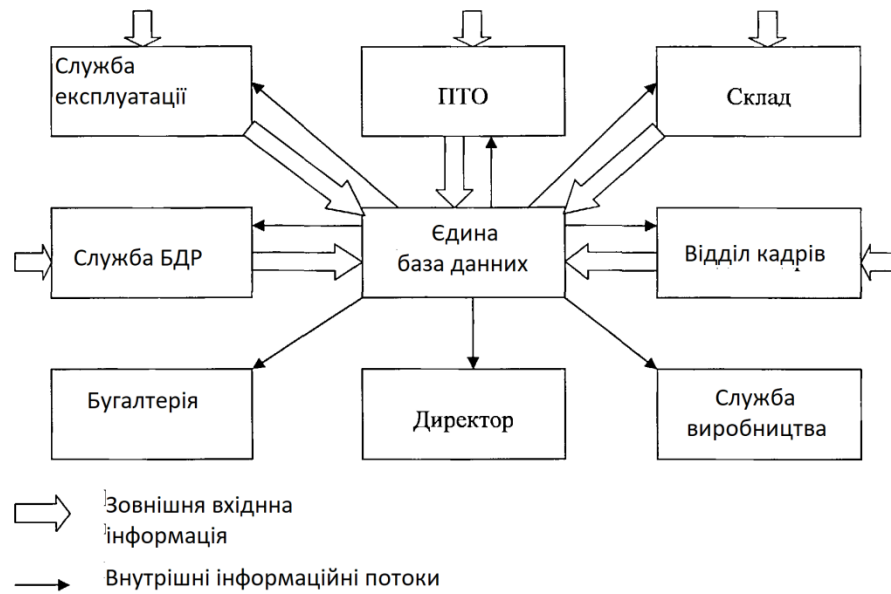 Служба
експлуатації
ПТО
Склад
Служба БДР
Єдина
база данних
Відділ кадрів
Бугалтерія
Директор
Служба
виробництва
Зовнішня вхіднна
інформація
Внутрішні інформаційні потоки